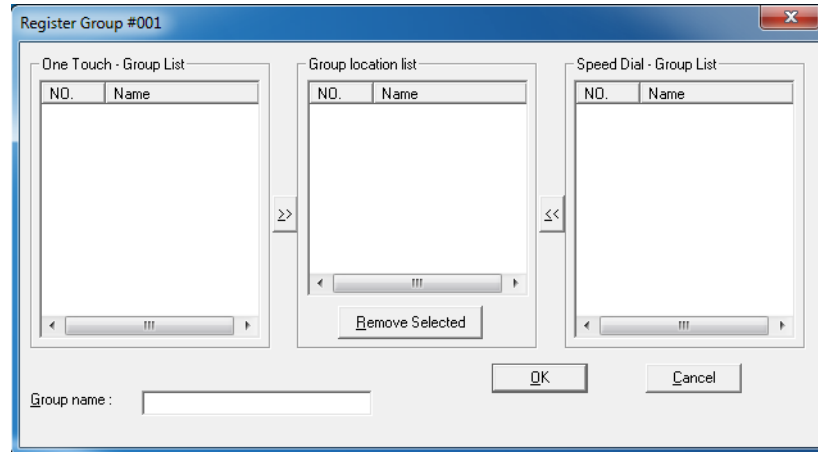 Register Group #001
One Touch - Group List
Group location list
Speed Dial - Group List
NO. Name
NO. Name
NO. Name
>>
<<
Remove Selected
OK
Cancel
Group name :